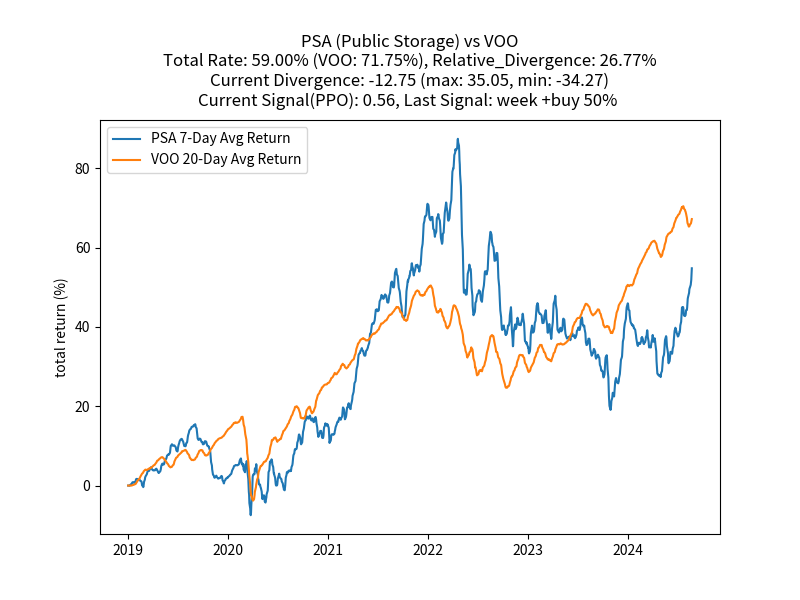 PSA (Public Storage) vs VOO
Total Rate: 59.00% (VOO: 71.75%), Relative_Divergence: 26.77%
Current Divergence: -12.75 (max: 35.05, min: -34.27)
Current Signal(PPO): 0.56, Last Signal: week +buy 50%
PSA 7-Day Avg Return
VOO 20-Day Avg Return
total return (%)
80
60
40
20
0
2019 2020 2021 2022 2023 2024